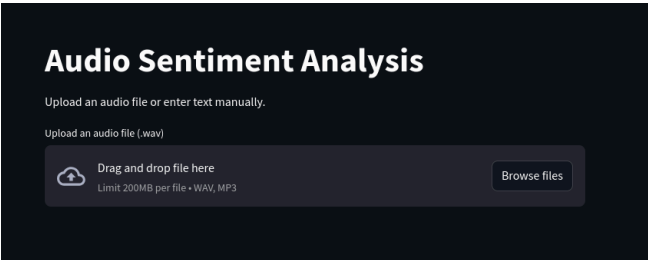 Audio Sentiment Analysis
Upload an audio file or enter text manually.
Upload an audio file (.wav)
Drag and drop file here
Limit 200MB per file • WAV, MP3
Browse files